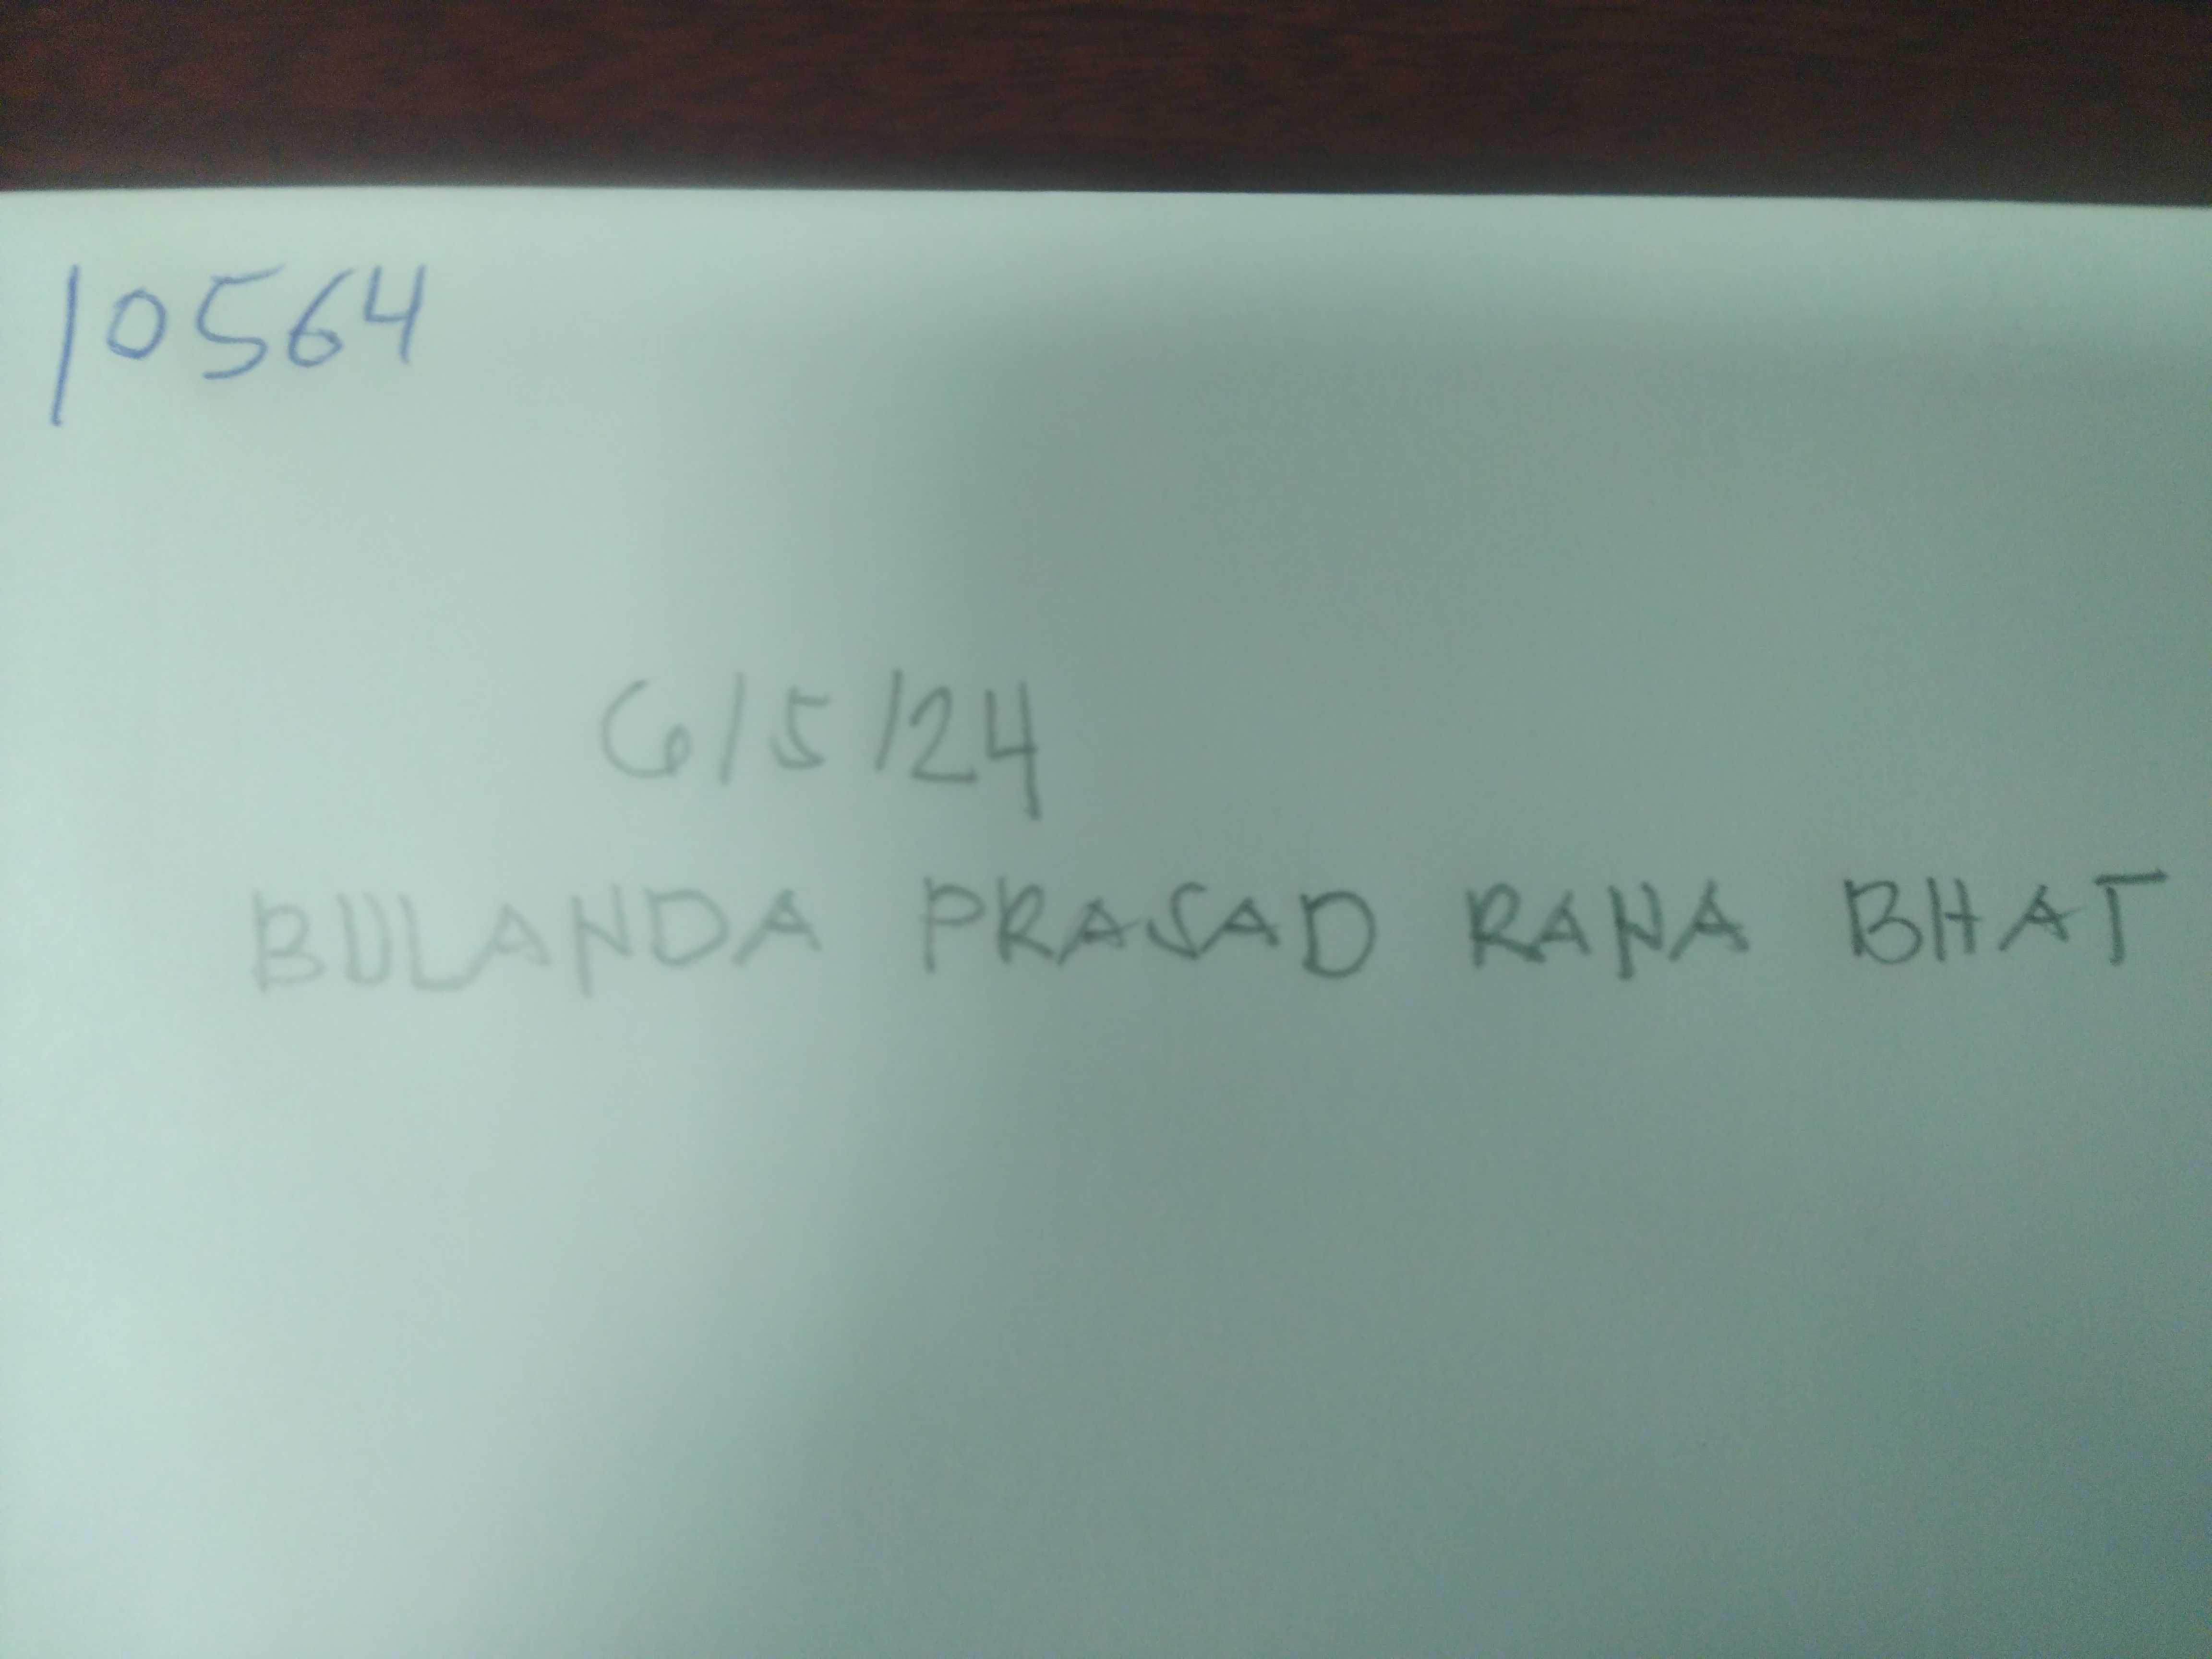 10564
6/5/24
BULANDA PRASAD RANA BHAT